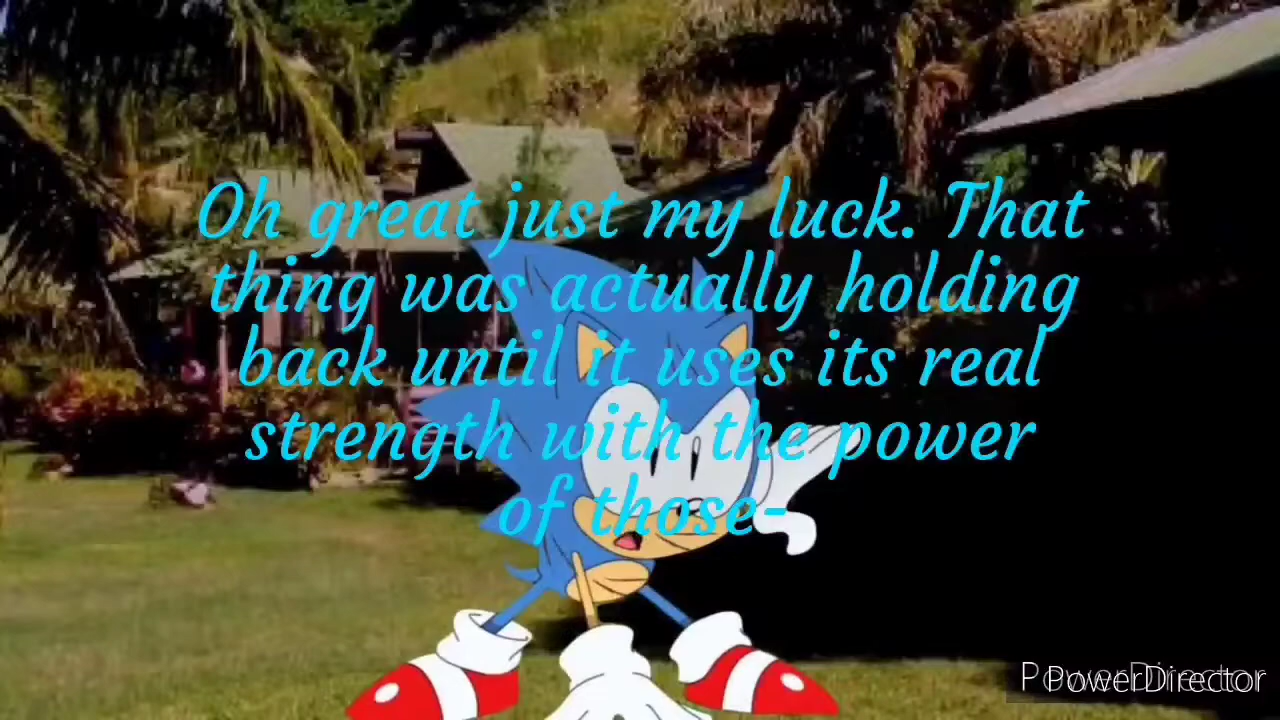 Oh great just my luck. That
thing was actually holding
back until it uses its real
strength with the power
of those-
PowerDirector
PowerDirector